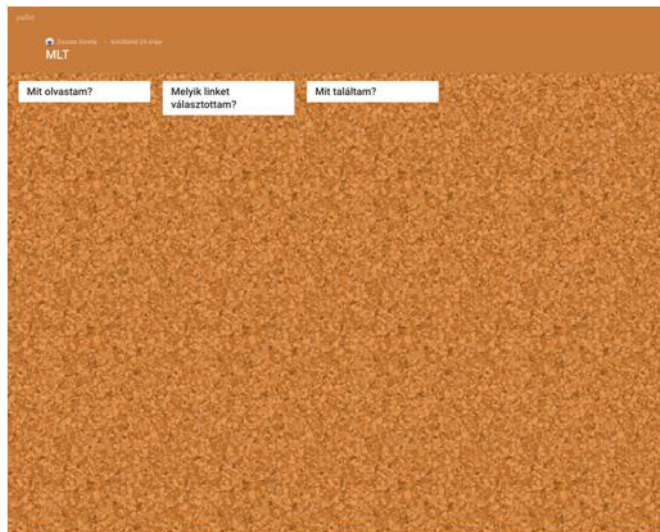 padlet
MLT
Mit olvastam?
Melyik linket
választottam?
Mit találtam?